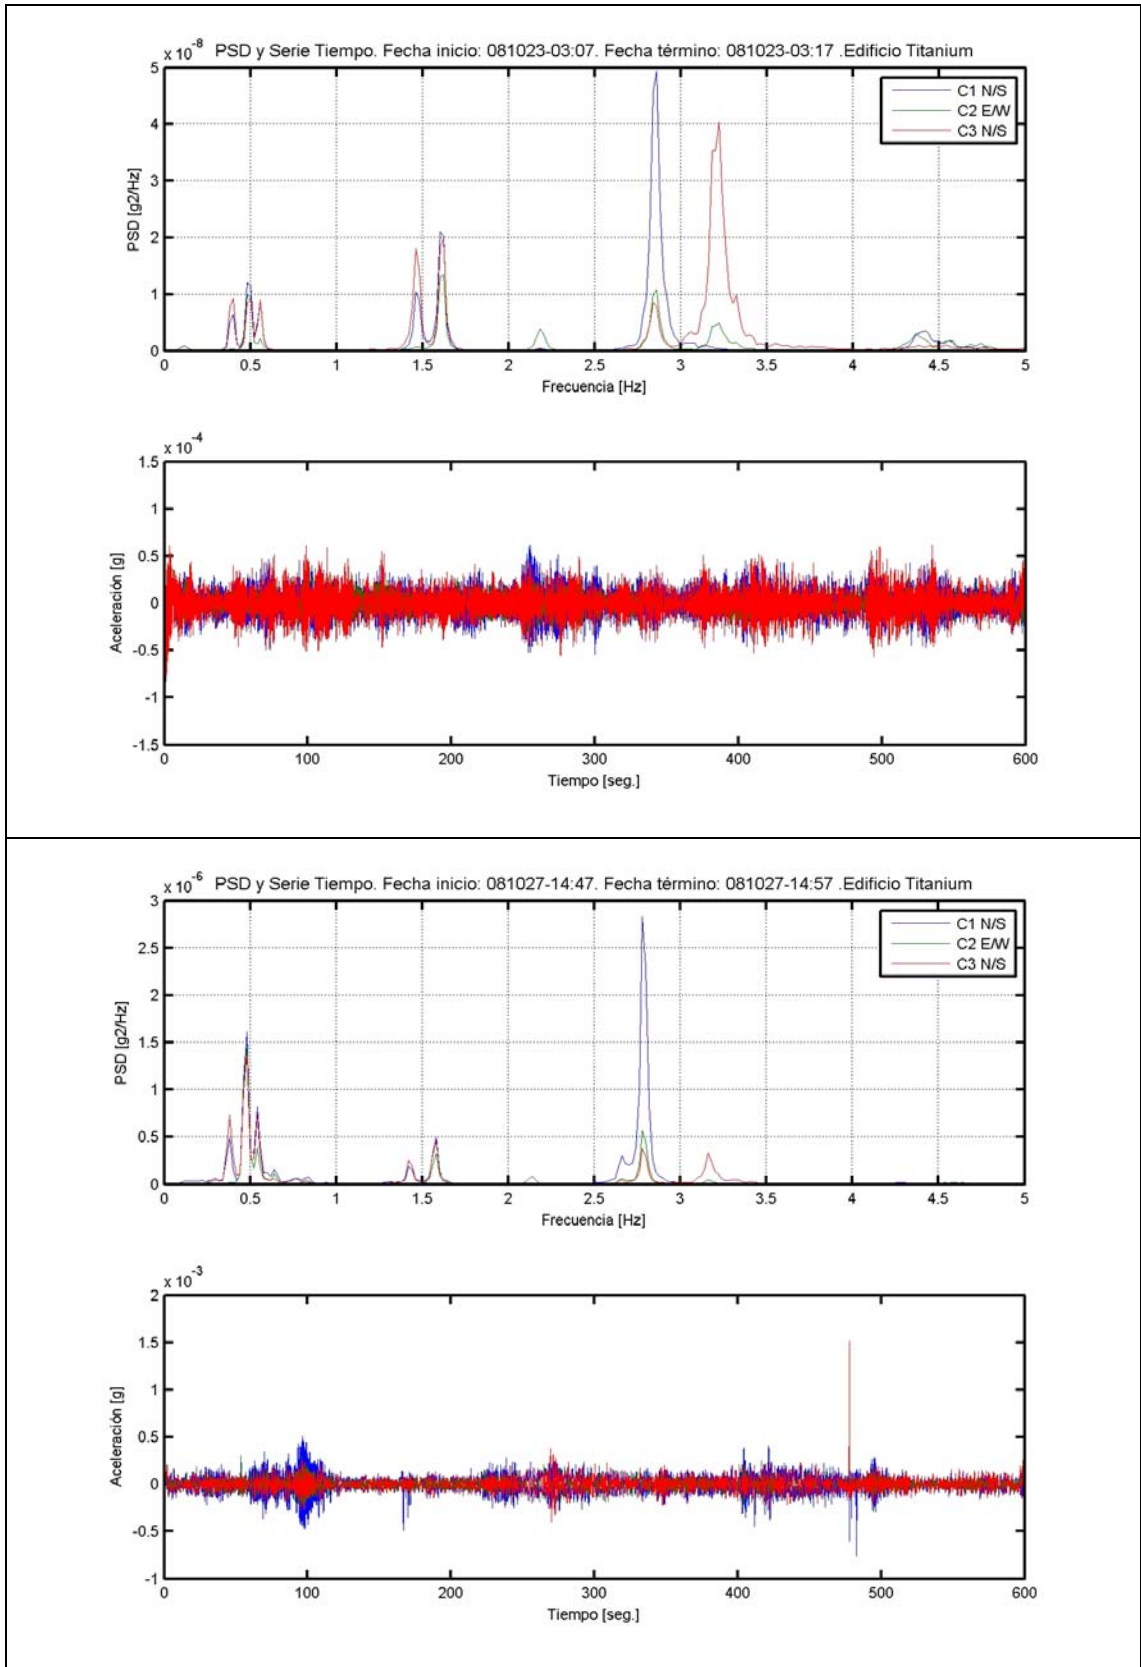 x 10-8 PSD y Serie Tiempo. Fecha inicio: 081023-03:07. Fecha término: 081023-03:17 .Edificio Titanium
C1 N/S
C2 E/W
C3 N/S
5
4
3
2
1
0
PSD [g2/Hz]
0 0.5 1 1.5 2 2.5 3 3.5 4 4.5 5
Frecuencia [Hz]
x 10-4
1.5
1
0.5
0
-0.5
-1
-1.5
Aceleración [g]
0 100 200 300 400 500 600
Tiempo [seg.]
x 10-6 PSD y Serie Tiempo. Fecha inicio: 081027-14:47. Fecha término: 081027-14:57 .Edificio Titanium
C1 N/S
C2 E/W
C3 N/S
3
2.5
2
1.5
1
0.5
0
PSD [g2/Hz]
0 0.5 1 1.5 2 2.5 3 3.5 4 4.5 5
Frecuencia [Hz]
x 10-3
2
1.5
1
0.5
0
-0.5
-1
Aceleración [g]
0 100 200 300 400 500 600
Tiempo [seg.]